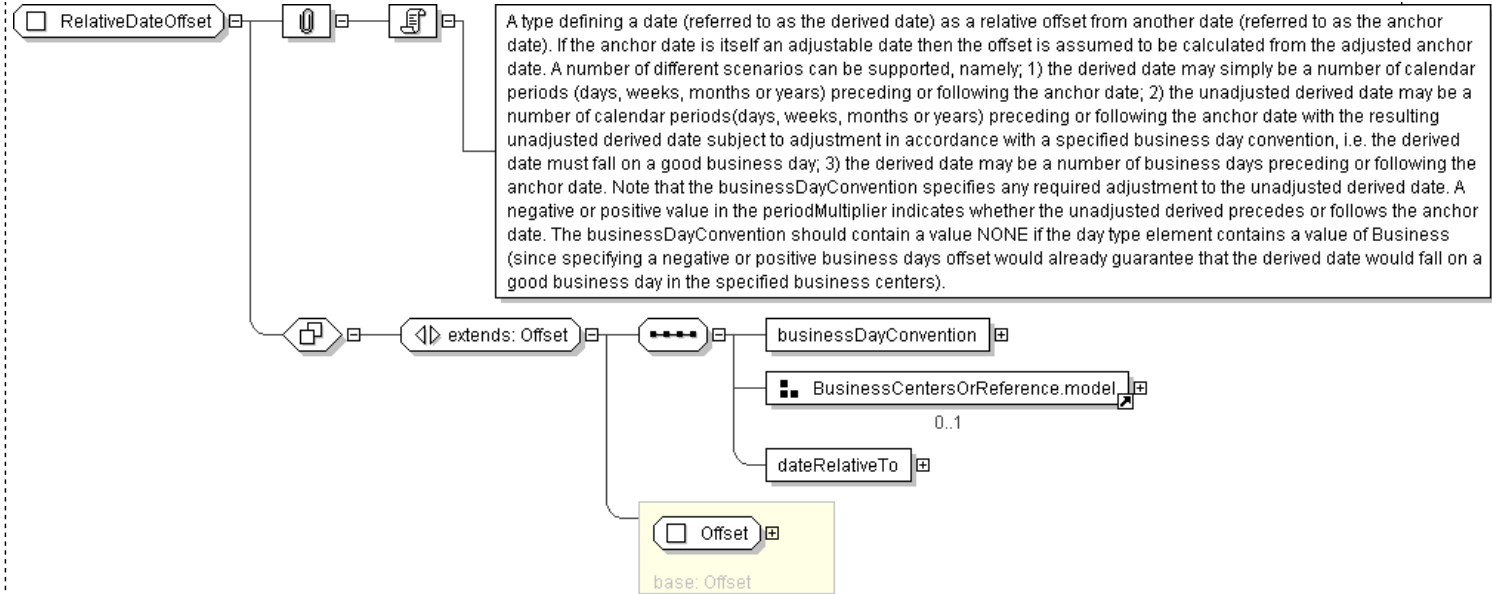 RelativeDateOffset
A type defining a date (referred to as the derived date) as a relative offset from another date (referred to as the anchor
date). If the anchor date is itself an adjustable date then the offset is assumed to be calculated from the adjusted anchor
date. A number of different scenarios can be supported, namely; 1) the derived date may simply be a number of calendar
periods (days, weeks, months or years) preceding or following the anchor date; 2) the unadjusted derived date may be a
number of calendar periods(days, weeks, months or years) preceding or following the anchor date with the resulting
unadjusted derived date subject to adjustment in accordance with a specified business day convention, i.e. the derived
date must fall on a good business day; 3) the derived date may be a number of business days preceding or following the
anchor date. Note that the businessDayConvention specifies any required adjustment to the unadjusted derived date. A
negative or positive value in the periodMultiplier indicates whether the unadjusted derived precedes or follows the anchor
date. The businessDayConvention should contain a value NONE if the day type element contains a value of Business
(since specifying a negative or positive business days offset would already guarantee that the derived date would fall on a
good business day in the specified business centers).
extends: Offset
businessDayConvention
BusinessCentersOrReference.model
0..1
dateRelativeTo
Offset
base: Offset